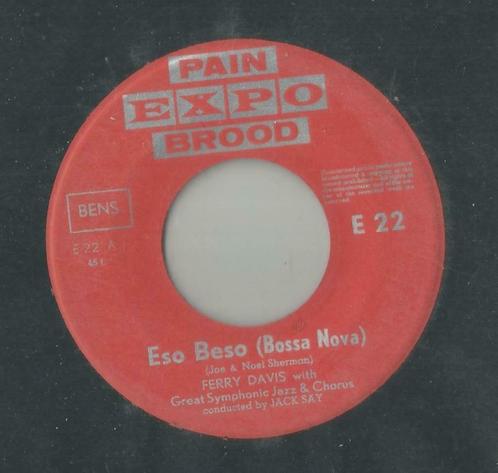 PAIN
EXPO
BROOD
BENS
E 22 A
45 t.
E 22
Eso Beso (Bossa Nova)
(Joe & Noel Sherman)
FERRY DAVIS with
Great Symphonic Jazz & Chorus
conducted by JACK SAY